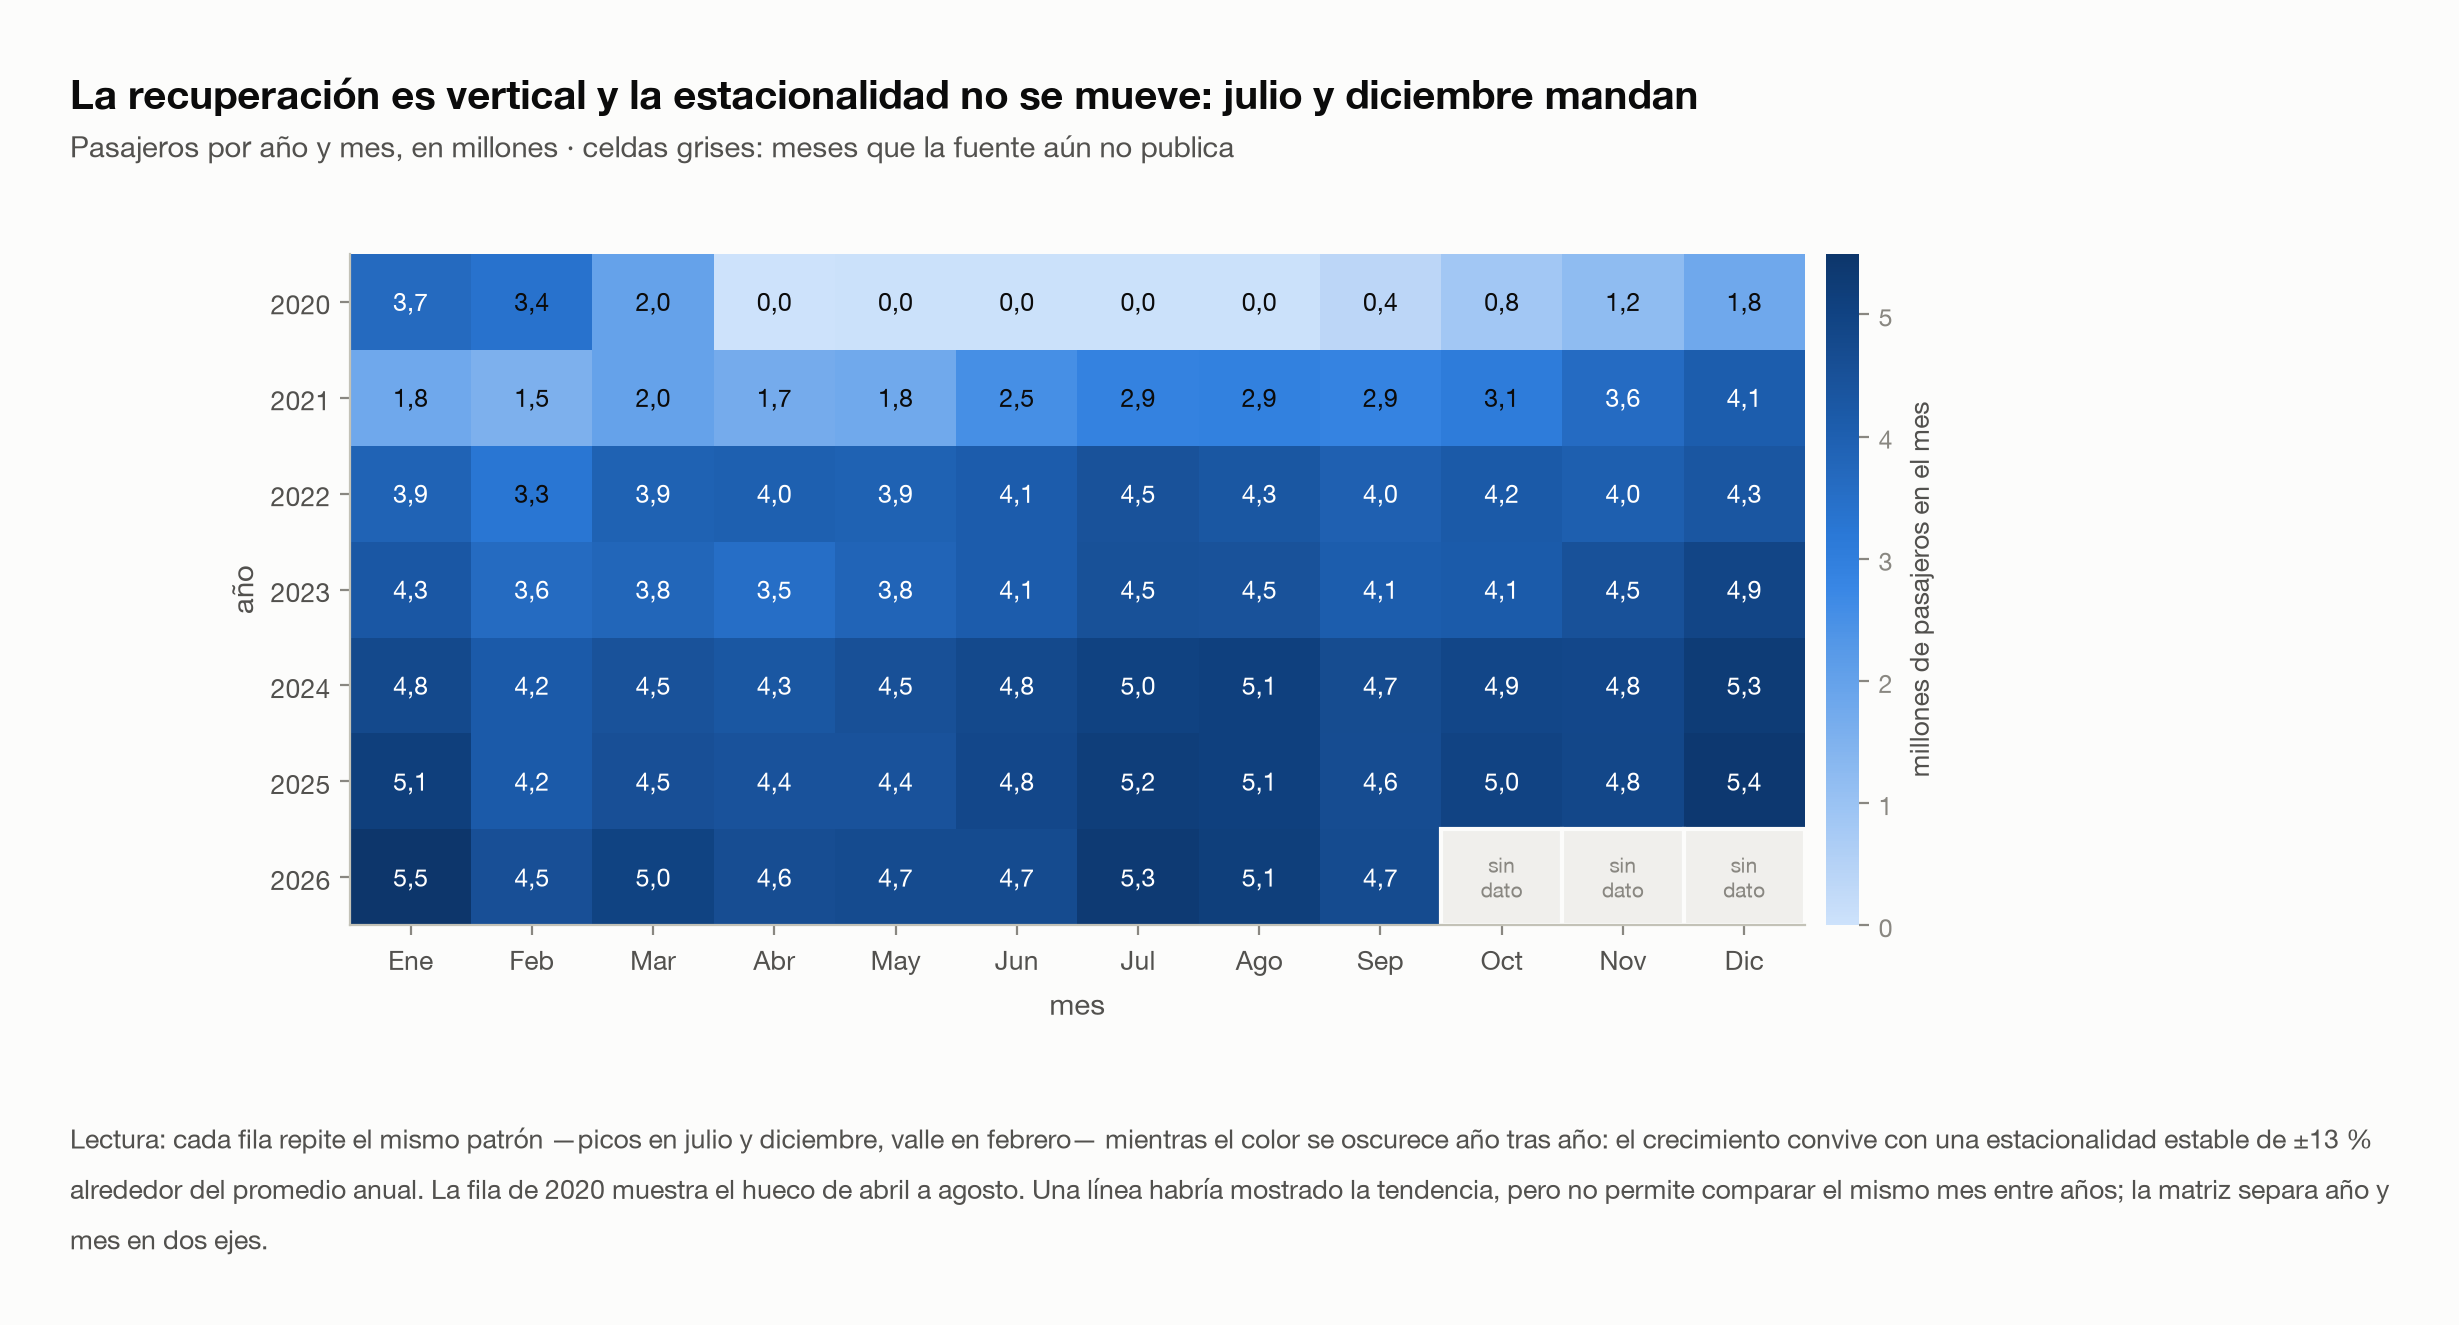 La recuperación es vertical y la estacionalidad no se mueve: julio y diciembre mandan
Pasajeros por año y mes, en millones · celdas grises: meses que la fuente aún no publica
año
2020 3,7 3,4 2,0 0,0 0,0 0,0 0,0 0,0 0,4 0,8 1,2 1,8
2021 1,8 1,5 2,0 1,7 1,8 2,5 2,9 2,9 2,9 3,1 3,6 4,1
2022 3,9 3,3 3,9 4,0 3,9 4,1 4,5 4,3 4,0 4,2 4,0 4,3
2023 4,3 3,6 3,8 3,5 3,8 4,1 4,5 4,5 4,1 4,1 4,5 4,9
2024 4,8 4,2 4,5 4,3 4,5 4,8 5,0 5,1 4,7 4,9 4,8 5,3
2025 5,1 4,2 4,5 4,4 4,4 4,8 5,2 5,1 4,6 5,0 4,8 5,4
2026 5,5 4,5 5,0 4,6 4,7 4,7 5,3 5,1 4,7 sin dato sin dato sin dato
Ene Feb Mar Abr May Jun Jul Ago Sep Oct Nov Dic
mes
5
4
3
2
1
0
millones de pasajeros en el mes
Lectura: cada fila repite el mismo patrón —picos en julio y diciembre, valle en febrero— mientras el color se oscurece año tras año: el crecimiento convive con una estacionalidad estable de ±13 %
alrededor del promedio anual. La fila de 2020 muestra el hueco de abril a agosto. Una línea habría mostrado la tendencia, pero no permite comparar el mismo mes entre años; la matriz separa año y
mes en dos ejes.